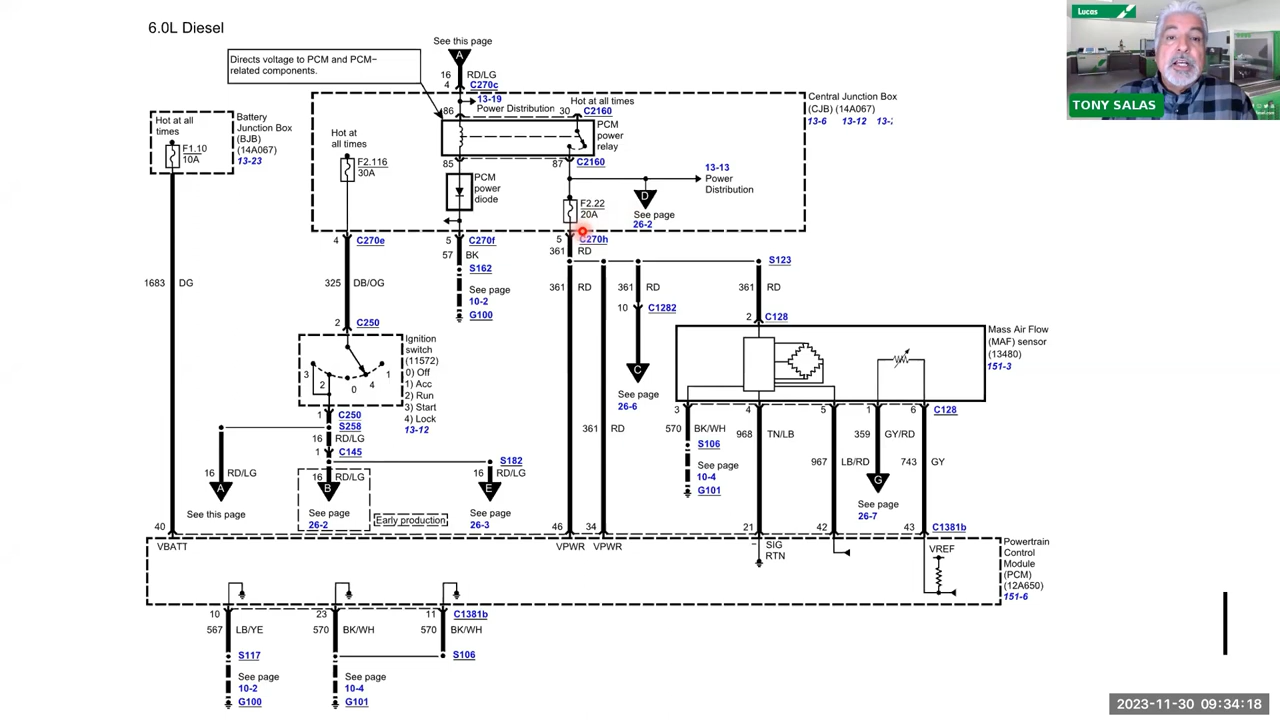 6.0L Diesel
See this page
A
Directs voltage to PCM and PCM−
related components.
16 RD/LG
4 C270c
13-19
Power Distribution
Hot at all times
86
30 C2160
PCM
power
relay
Central Junction Box
(CJB) (14A067)
13-6 13-12
Hot at all
times
F1.10
10A
Battery
Junction Box
(BJB)
(14A067)
13-23
Hot at
all times
F2.116
30A
85
87 C2160
PCM
power
diode
13-13
Power
Distribution
D
See page
26-2
F2.22
20A
4 C270e
5 C270f
5 C270h
57 BK
361 RD
S162
S123
See page
10-2
G100
1683 DG
325 DB/OG
361 RD
361 RD
361 RD
10 C1282
C
See page
26-6
2 C128
2 C250
Ignition
switch
(11572)
0) Off
1) Acc
2) Run
3) Start
4) Lock
13-12
3 2 0 4 1
Mass Air Flow
(MAF) sensor
(13480)
151-3
1 C250
S258
16 RD/LG
1 C145
S182
16 RD/LG
A
See this page
16 RD/LG
B
See page
26-2
Early production
16 RD/LG
E
See page
26-3
361 RD
3 4 5 1 6 C128
570 BK/WH
S106
See page
10-4
G101
968 TN/LB
967 LB/RD
359 GY/RD
743 GY
G
See page
26-7
40 46 34 21 42 43 C1381b
VBATT
VPWR VPWR
SIG
RTN
VREF
Powertrain
Control
Module
(PCM)
(12A650)
151-6
10 23 11 C1381b
567 LB/YE
570 BK/WH
570 BK/WH
S117
S106
See page
10-2
G100
See page
10-4
G101
Lucas
TONY SALAS
2023-11-30 09:34:18